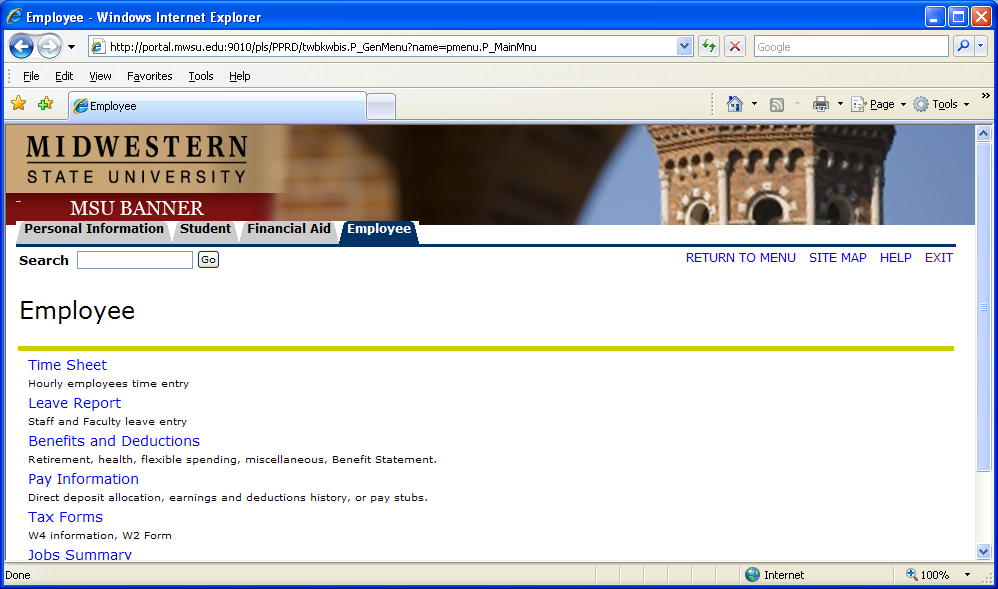 Employee - Windows Internet Explorer
http://portal.mwsu.edu:9010/pls/PPRD/twbkwbis.P_GenMenu?name=pmenu.P_MainMnu
Google
File Edit View Favorites Tools Help
Employee
Page Tools
MIDWESTERN
STATE UNIVERSITY
MSU BANNER
Personal Information Student Financial Aid Employee
Search Go
RETURN TO MENU SITE MAP HELP EXIT
Employee
Time Sheet
Hourly employees time entry
Leave Report
Staff and Faculty leave entry
Benefits and Deductions
Retirement, health, flexible spending, miscellaneous, Benefit Statement.
Pay Information
Direct deposit allocation, earnings and deductions history, or pay stubs.
Tax Forms
W4 information, W2 Form
Jobs Summary
Done Internet 100%